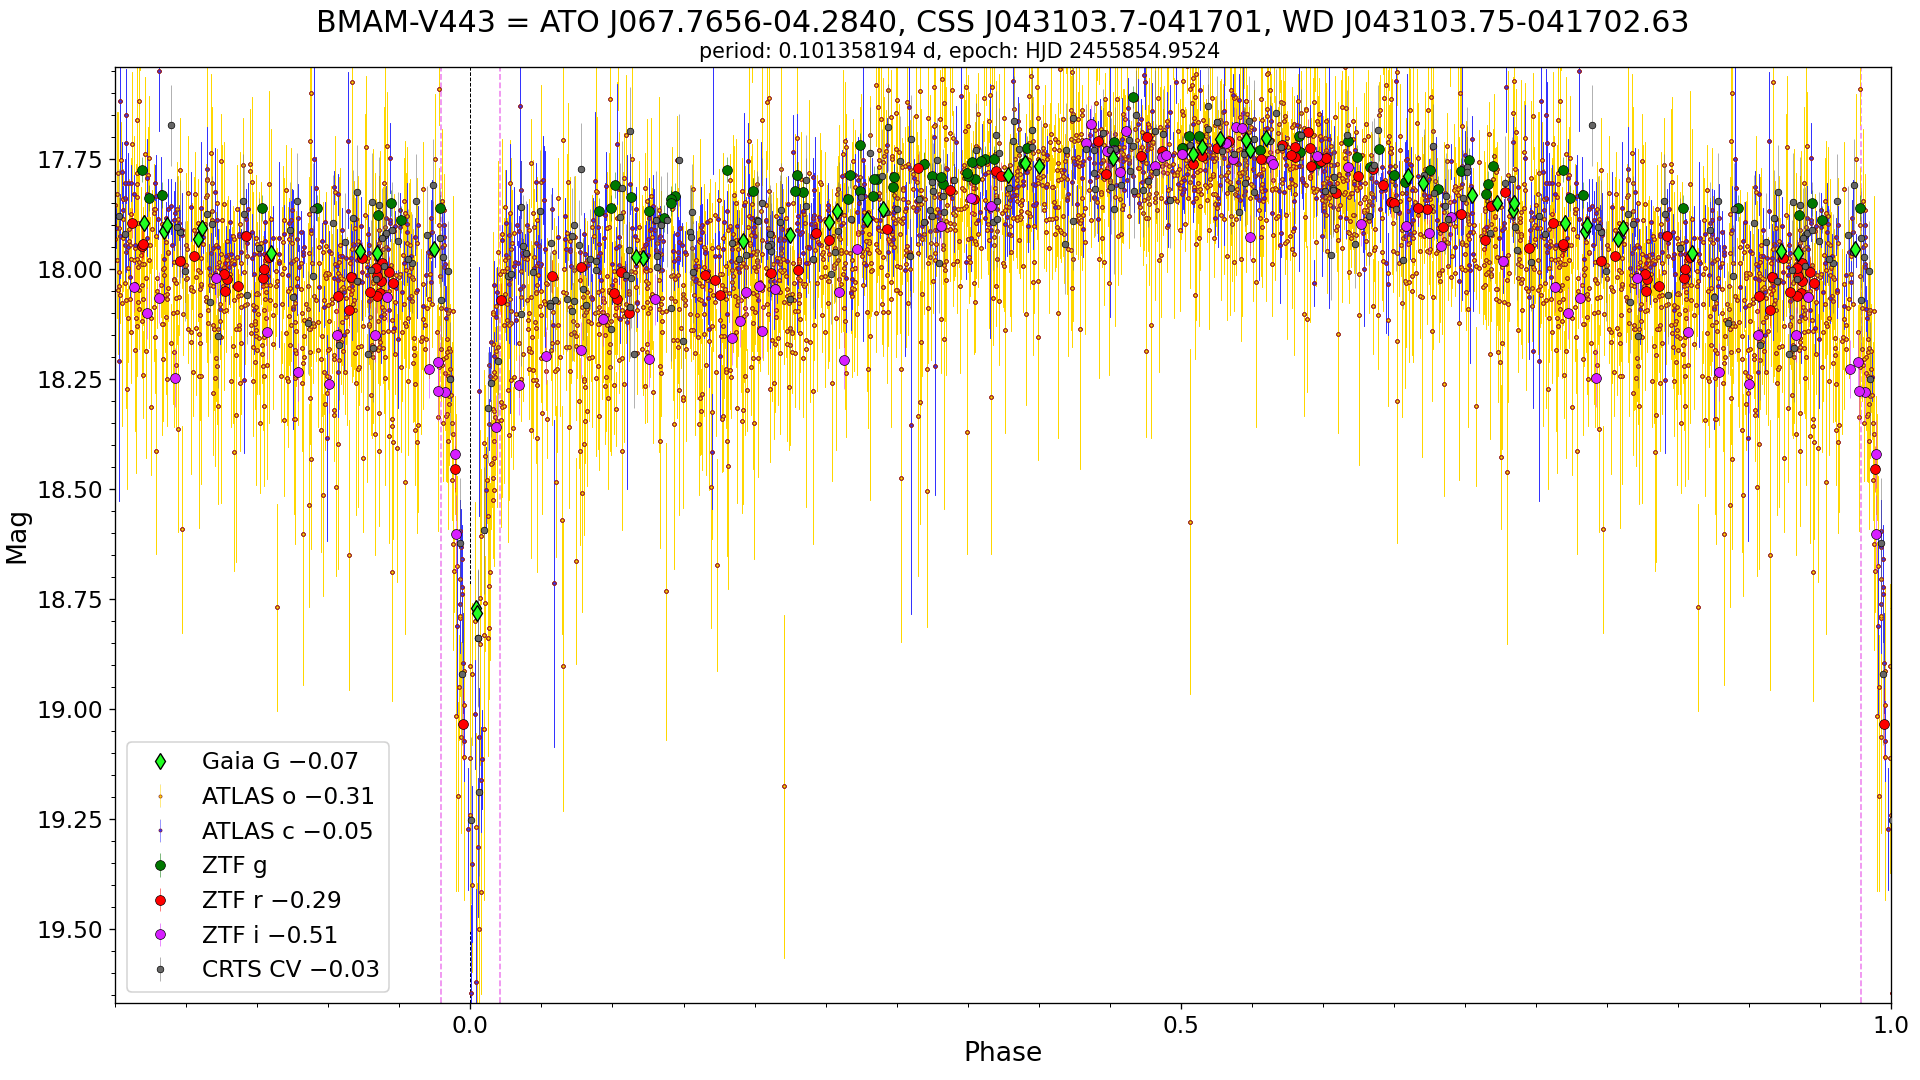 BMAM-V443 = ATO J067.7656-04.2840, CSS J043103.7-041701, WD J043103.75-041702.63
period: 0.101358194 d, epoch: HJD 2455854.9524
Mag
17.75
18.00
18.25
18.50
18.75
19.00
19.25
19.50
Gaia G −0.07
ATLAS o −0.31
ATLAS c −0.05
ZTF g
ZTF r −0.29
ZTF i −0.51
CRTS CV −0.03
0.0
0.5
1.0
Phase